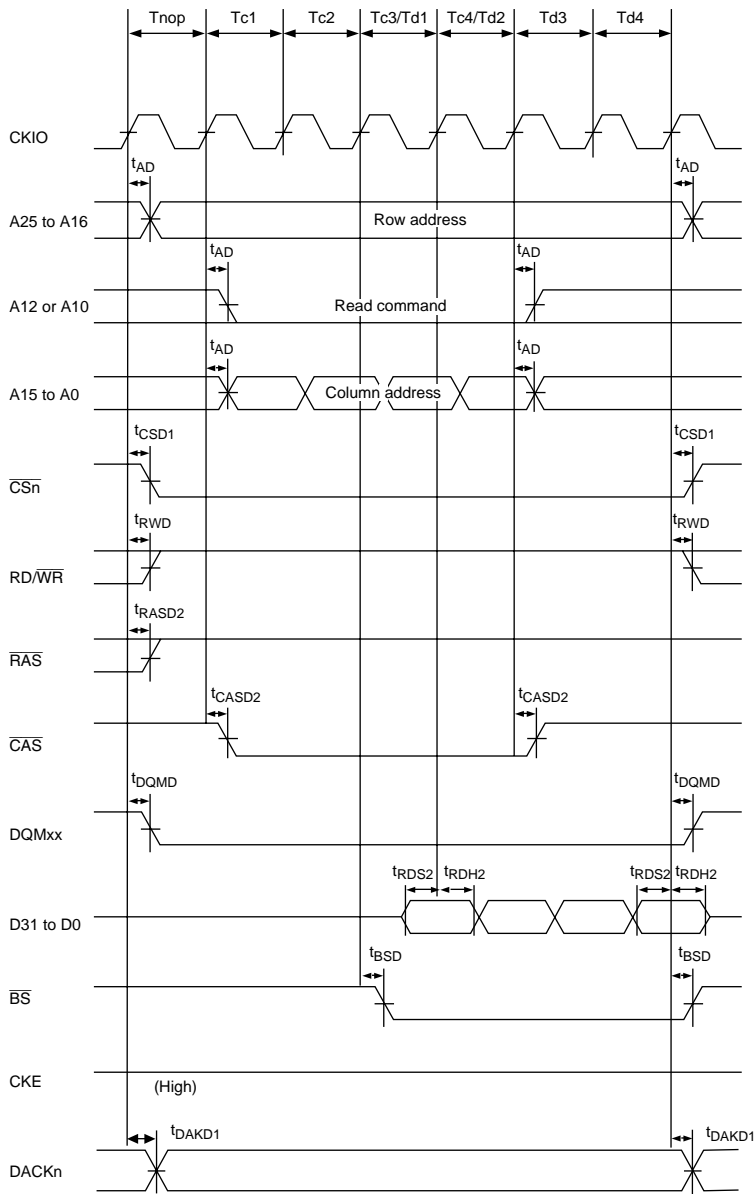 Tnop Tc1 Tc2 Tc3/Td1 Tc4/Td2 Td3 Td4
CKIO
tAD tAD
A25 to A16 Row address
tAD tAD
A12 or A10 Read command
tAD tAD
A15 to A0 Column address
tCSD1 tCSD1
CSn
tRWD tRWD
RD/WR
tRASD2
RAS
tCASD2 tCASD2
CAS
tDQMD tDQMD
DQMxx
tRDS2 tRDH2 tRDS2 tRDH2
D31 to D0
tBSD tBSD
BS
CKE (High)
tDAKD1 tDAKD1
DACKn